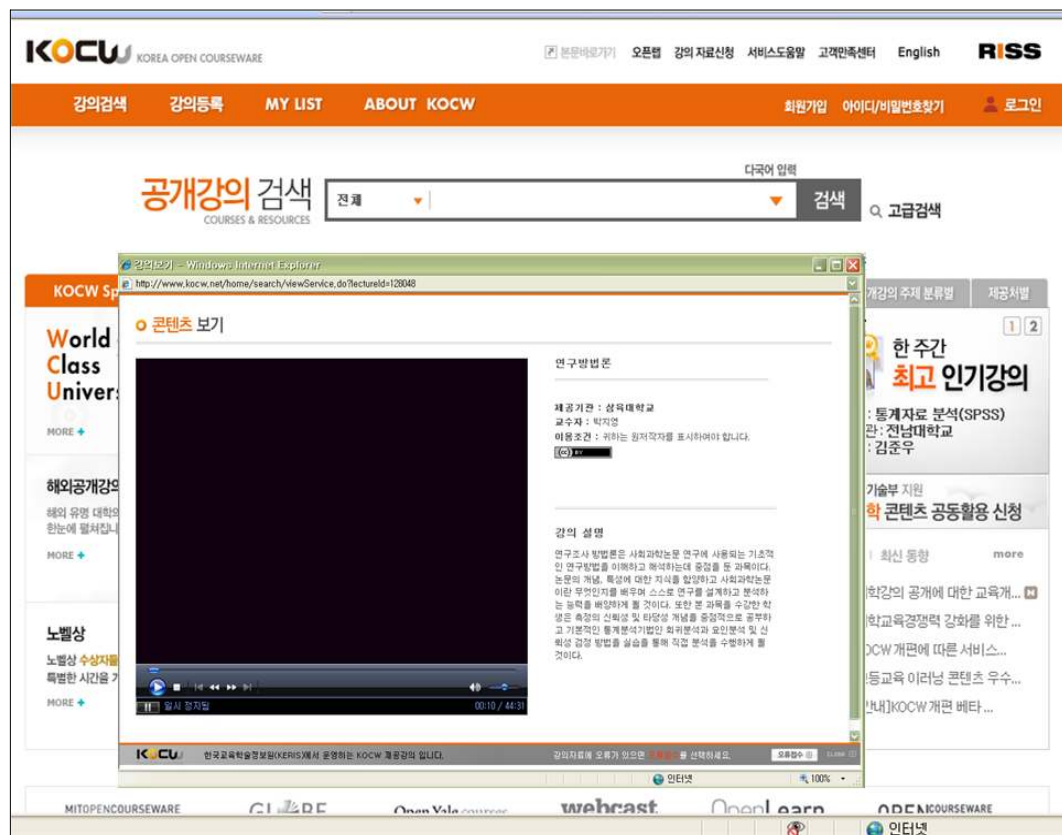 KOCW KOREA OPEN COURSEWARE
본문바로가기 오픈랩 강의 자료신청 서비스도움말 고객만족센터 English RISS
강의검색 강의등록 MY LIST ABOUT KOCW 회원가입 아이디/비밀번호찾기 로그인
다국어 입력
공개강의 검색 전체 검색 고급검색
COURSES & RESOURCES
강의보기 - Windows Internet Explorer
http://www.kocw.net/home/search/viewService.do?lectureId=128048
KOCW Sp
개강의 주제 분류별 제공처별
World
Class
Univer
MORE
해외공개강의
해외 유명 대학의
한눈에 펼쳐집니
MORE
노벨상
노벨상 수상자들
특별한 시간을
MORE
콘텐츠 보기
일시 정지됨 00:10 / 44:31
연구방법론
제공기관 : 삼육대학교
교수자 : 박지영
이용조건 : 귀하는 원저작자를 표시하여야 합니다.
(cc) BY
강의 설명
연구조사 방법론은 사회과학논문 연구에 사용되는 기초적
인 연구방법을 이해하고 해석하는데 중점을 둔 과목이다.
논문의 개념, 특성에 대한 지식을 함양하고 사회과학논문
이란 무엇인지를 배우며 스스로 연구를 설계하고 분석하
는 능력을 배양하게 될 것이다. 또한 본 과목을 수강한 학
생은 측정의 신뢰성 및 타당성 개념을 중점적으로 공부하
고 기본적인 통계분석기법인 회귀분석과 요인분석 및 신
뢰성 검정 방법을 실습을 통해 직접 분석을 수행하게 될
것이다.
1 2
한 주간
최고 인기강의
: 통계자료 분석(SPSS)
관 : 전남대학교
: 김준우
기술부 지원
학 콘텐츠 공동활용 신청
최신 동향 more
학강의 공개에 대한 교육개... N
학교육경쟁력 강화를 위한 ...
OCW 개편에 따른 서비스...
등교육 이러닝 콘텐츠 우수...
안내]KOCW 개편 베타 ...
KOCW 한국교육학술정보원(KERIS)에서 운영하는 KOCW 제공강의 입니다. 강의자료에 오류가 있으면 오류접수를 선택하세요. 오류접수 CLOSE
인터넷 100%
MITOPENCOURSEWARE GLOBE Open Yale courses webcast OpenLearn OPENCOURSEWARE
인터넷